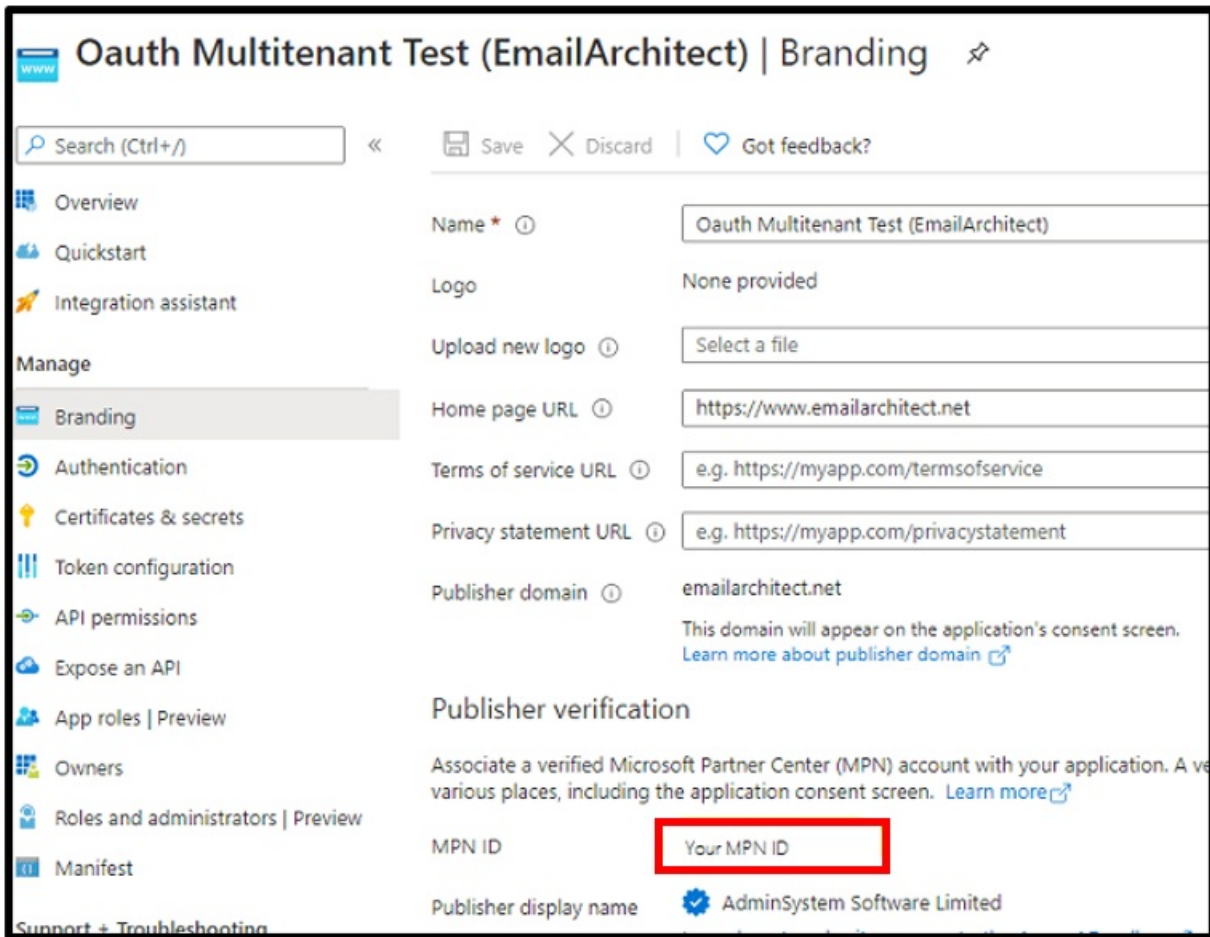 www
Oauth Multitenant Test (EmailArchitect) | Branding
Search (Ctrl+/)
«
Overview
Quickstart
Integration assistant
Manage
Branding
Authentication
Certificates & secrets
Token configuration
API permissions
Expose an API
App roles | Preview
Owners
Roles and administrators | Preview
Manifest
Support + Troubleshooting
Save
Discard
Got feedback?
Name *
Oauth Multitenant Test (EmailArchitect)
Logo
None provided
Upload new logo
Select a file
Home page URL
https://www.emailarchitect.net
Terms of service URL
e.g. https://myapp.com/termsofservice
Privacy statement URL
e.g. https://myapp.com/privacystatement
Publisher domain
emailarchitect.net
This domain will appear on the application's consent screen.
Learn more about publisher domain
Publisher verification
Associate a verified Microsoft Partner Center (MPN) account with your application. A ve
various places, including the application consent screen. Learn more
MPN ID
Your MPN ID
Publisher display name
AdminSystem Software Limited